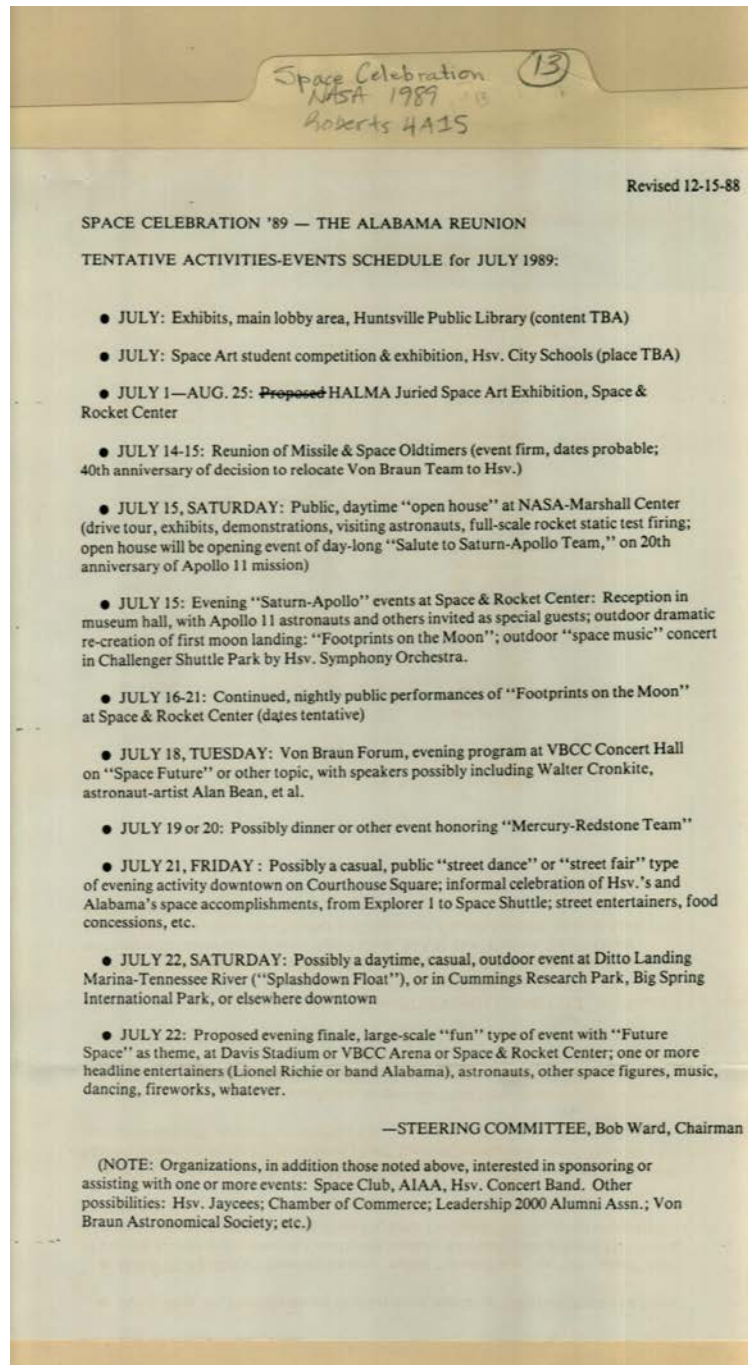 Space Celebration (13)
NASA 1989
Roberts 4A15
Revised 12-15-88
SPACE CELEBRATION '89 — THE ALABAMA REUNION
TENTATIVE ACTIVITIES-EVENTS SCHEDULE for JULY 1989:
● JULY: Exhibits, main lobby area, Huntsville Public Library (content TBA)
● JULY: Space Art student competition & exhibition, Hsv. City Schools (place TBA)
● JULY 1—AUG. 25: Proposed HALMA Juried Space Art Exhibition, Space &
Rocket Center
● JULY 14-15: Reunion of Missile & Space Oldtimers (event firm, dates probable;
40th anniversary of decision to relocate Von Braun Team to Hsv.)
● JULY 15, SATURDAY: Public, daytime "open house" at NASA-Marshall Center
(drive tour, exhibits, demonstrations, visiting astronauts, full-scale rocket static test firing;
open house will be opening event of day-long "Salute to Saturn-Apollo Team," on 20th
anniversary of Apollo 11 mission)
● JULY 15: Evening "Saturn-Apollo" events at Space & Rocket Center: Reception in
museum hall, with Apollo 11 astronauts and others invited as special guests; outdoor dramatic
re-creation of first moon landing: "Footprints on the Moon"; outdoor "space music" concert
in Challenger Shuttle Park by Hsv. Symphony Orchestra.
● JULY 16-21: Continued, nightly public performances of "Footprints on the Moon"
at Space & Rocket Center (dates tentative)
● JULY 18, TUESDAY: Von Braun Forum, evening program at VBCC Concert Hall
on "Space Future" or other topic, with speakers possibly including Walter Cronkite,
astronaut-artist Alan Bean, et al.
● JULY 19 or 20: Possibly dinner or other event honoring "Mercury-Redstone Team"
● JULY 21, FRIDAY : Possibly a casual, public "street dance" or "street fair" type
of evening activity downtown on Courthouse Square; informal celebration of Hsv.'s and
Alabama's space accomplishments, from Explorer 1 to Space Shuttle; street entertainers, food
concessions, etc.
● JULY 22, SATURDAY: Possibly a daytime, casual, outdoor event at Ditto Landing
Marina-Tennessee River ("Splashdown Float"), or in Cummings Research Park, Big Spring
International Park, or elsewhere downtown
● JULY 22: Proposed evening finale, large-scale "fun" type of event with "Future
Space" as theme, at Davis Stadium or VBCC Arena or Space & Rocket Center; one or more
headline entertainers (Lionel Richie or band Alabama), astronauts, other space figures, music,
dancing, fireworks, whatever.
—STEERING COMMITTEE, Bob Ward, Chairman
(NOTE: Organizations, in addition those noted above, interested in sponsoring or
assisting with one or more events: Space Club, AIAA, Hsv. Concert Band. Other
possibilities: Hsv. Jaycees; Chamber of Commerce; Leadership 2000 Alumni Assn.; Von
Braun Astronomical Society; etc.)